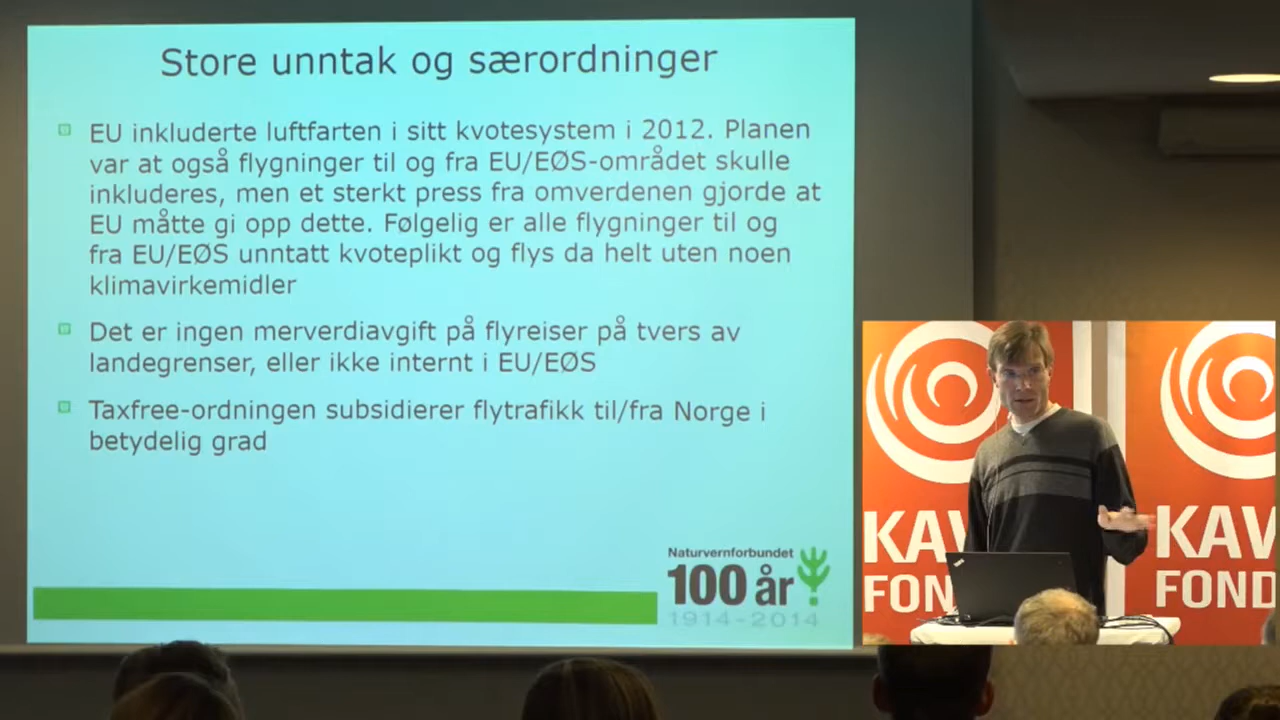 Store unntak og særordninger
EU inkluderte luftfarten i sitt kvotesystem i 2012. Planen
var at også flygninger til og fra EU/EØS-området skulle
inkluderes, men et sterkt press fra omverdenen gjorde at
EU måtte gi opp dette. Følgelig er alle flygninger til og
fra EU/EØS unntatt kvoteplikt og flys da helt uten noen
klimavirkemidler
Det er ingen merverdiavgift på flyreiser på tvers av
landegrenser, eller ikke internt i EU/EØS
Taxfree-ordningen subsidierer flytrafikk til/fra Norge i
betydelig grad
Naturvernforbundet
100 år
1914-2014
KAV
FON
KAV
FOND